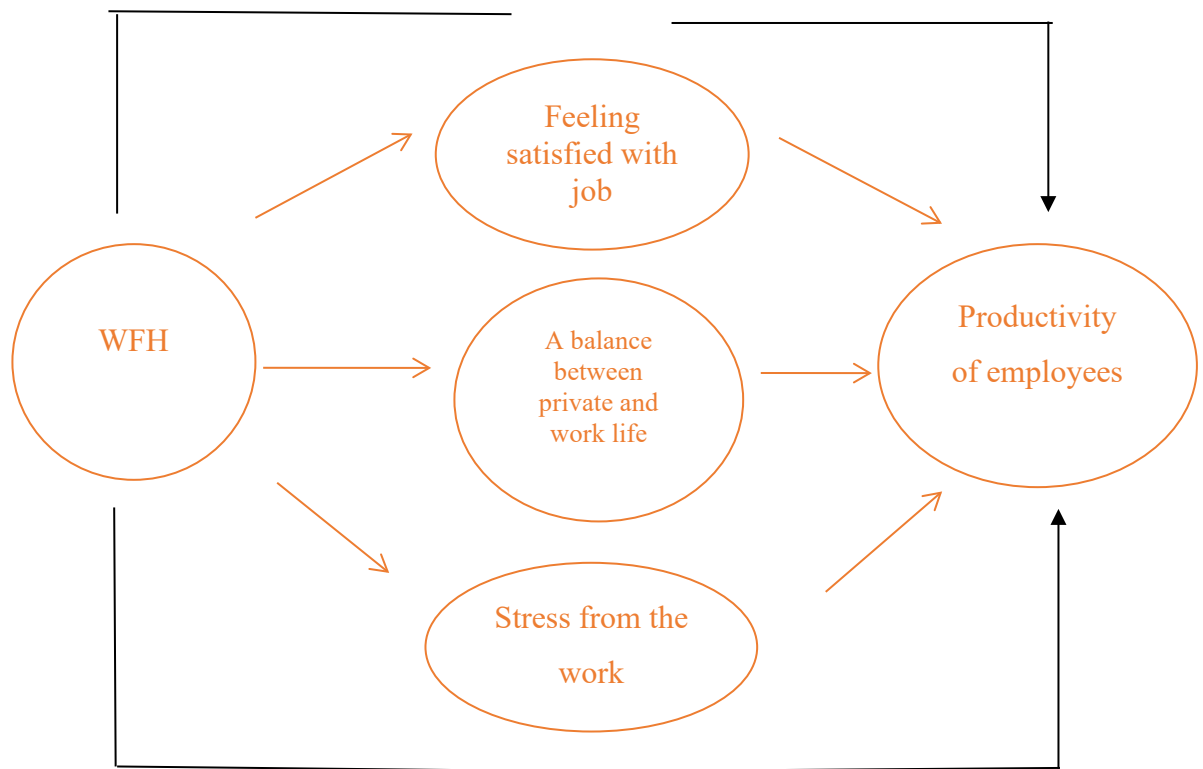 Feeling
satisfied with
job
WFH
A balance
between
private and
work life
Productivity
of employees
Stress from the
work